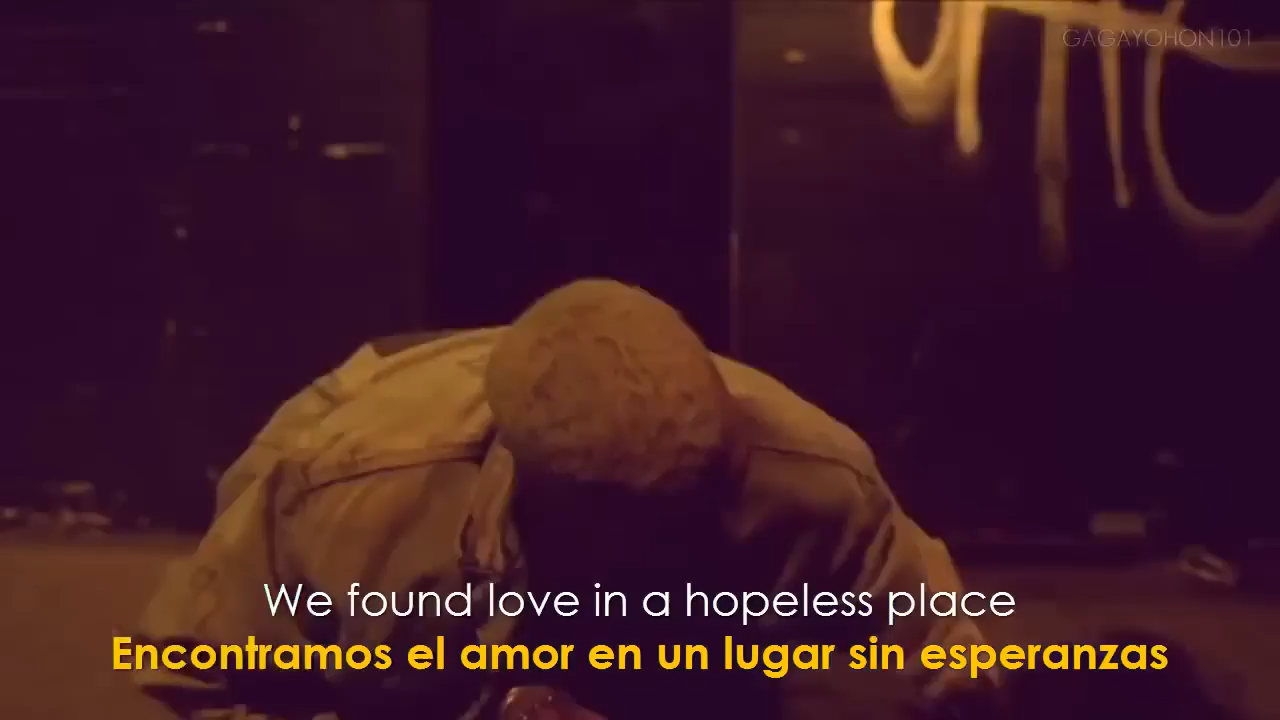 GAGAYOHON101
We found love in a hopeless place
Encontramos el amor en un lugar sin esperanzas